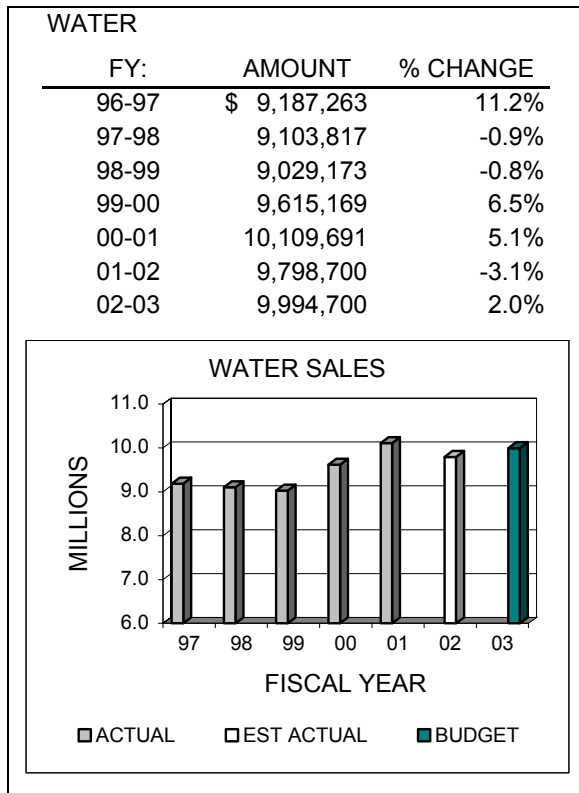 WATER
FY: AMOUNT % CHANGE
96-97 $ 9,187,263 11.2%
97-98 9,103,817 -0.9%
98-99 9,029,173 -0.8%
99-00 9,615,169 6.5%
00-01 10,109,691 5.1%
01-02 9,798,700 -3.1%
02-03 9,994,700 2.0%
WATER SALES
11.0
10.0
9.0
8.0
7.0
6.0
MILLIONS
97 98 99 00 01 02 03
FISCAL YEAR
ACTUAL EST ACTUAL BUDGET